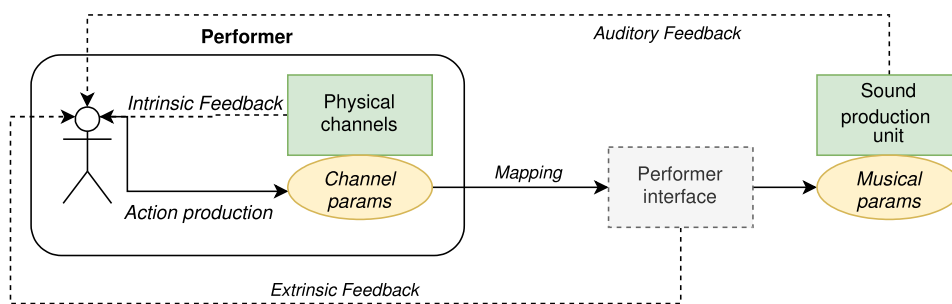 Auditory Feedback
Performer
Intrinsic Feedback
Physical
channels
Sound
production
unit
Channel
params
Action production
Mapping
Performer
interface
Musical
params
Extrinsic Feedback